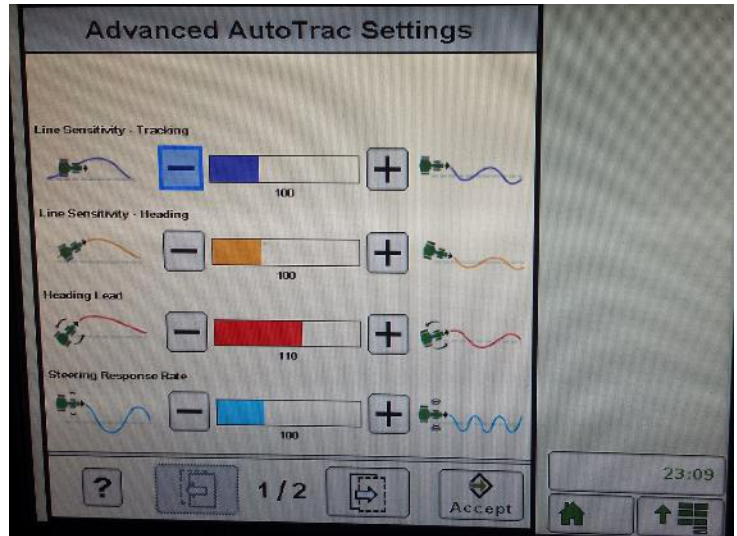 Advanced AutoTrac Settings
Line Sensitivity - Tracking
100
Line Sensitivity - Heading
100
Heading Lead
110
Steering Response Rate
100
? 1 / 2 Accept
23:09